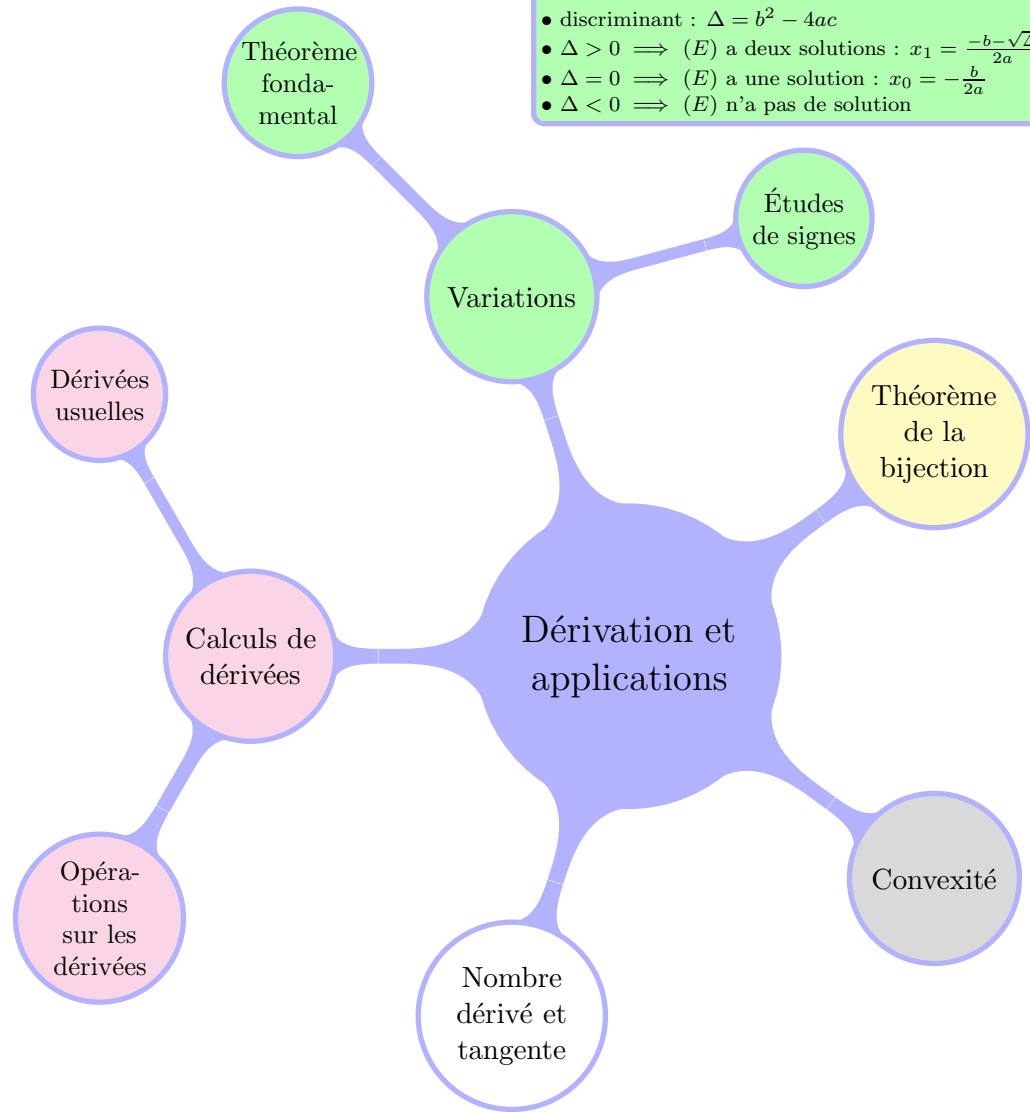 • discriminant : Δ = b² − 4ac
• Δ > 0 ⟹ (E) a deux solutions : x₁ = (−b−√Δ)/2a
• Δ = 0 ⟹ (E) a une solution : x₀ = −b/2a
• Δ < 0 ⟹ (E) n'a pas de solution
Théorème
fonda-
mental
Études
de signes
Variations
Dérivées
usuelles
Théorème
de la
bijection
Calculs de
dérivées
Dérivation et
applications
Opéra-
tions
sur les
dérivées
Convexité
Nombre
dérivé et
tangente